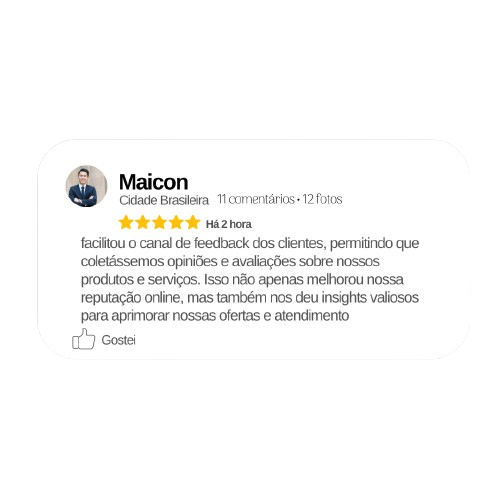 Maicon
Cidade Brasileira 11 comentários • 12 fotos
Há 2 hora
facilitou o canal de feedback dos clientes, permitindo que
coletássemos opiniões e avaliações sobre nossos
produtos e serviços. Isso não apenas melhorou nossa
reputação online, mas também nos deu insights valiosos
para aprimorar nossas ofertas e atendimento
Gostei